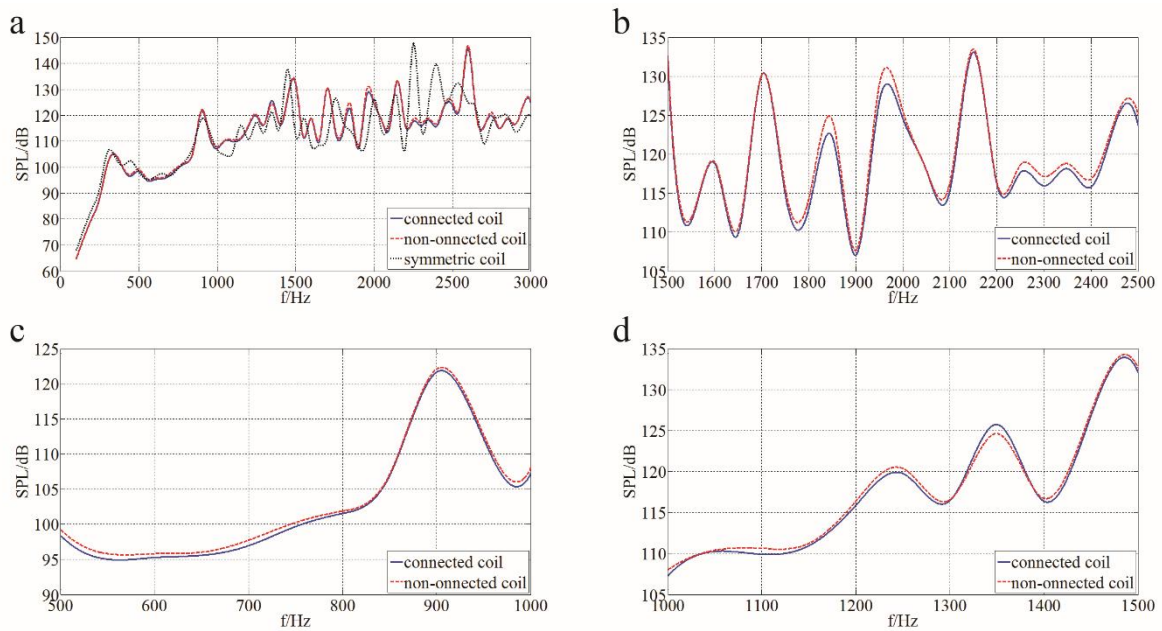 a
150
140
130
120
110
100
90
80
70
60
SPL/dB
0 500 1000 1500 2000 2500 3000
f/Hz
connected coil
non-onnected coil
symmetric coil
b
135
130
125
120
115
110
105
SPL/dB
1500 1600 1700 1800 1900 2000 2100 2200 2300 2400 2500
f/Hz
connected coil
non-onnected coil
c
125
120
115
110
105
100
95
90
SPL/dB
500 600 700 800 900 1000
f/Hz
connected coil
non-onnected coil
d
135
130
125
120
115
110
105
SPL/dB
1000 1100 1200 1300 1400 1500
f/Hz
connected coil
non-onnected coil